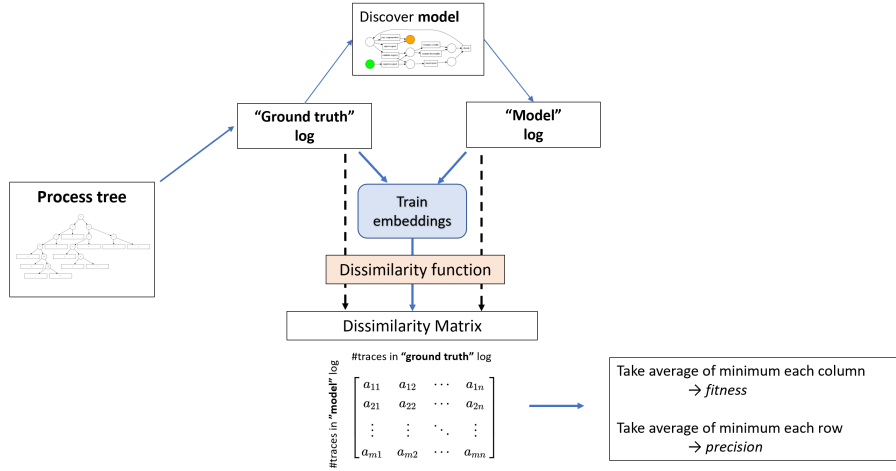 Discover model
"Ground truth"
log
"Model"
log
Process tree
Train
embeddings
Dissimilarity function
Dissimilarity Matrix
#traces in "ground truth" log
#traces in "model" log
a11 a12 ⋯ a1n
a21 a22 ⋯ a2n
⋮ ⋮ ⋱ ⋮
am1 am2 ⋯ amn
Take average of minimum each column
→ fitness
Take average of minimum each row
→ precision